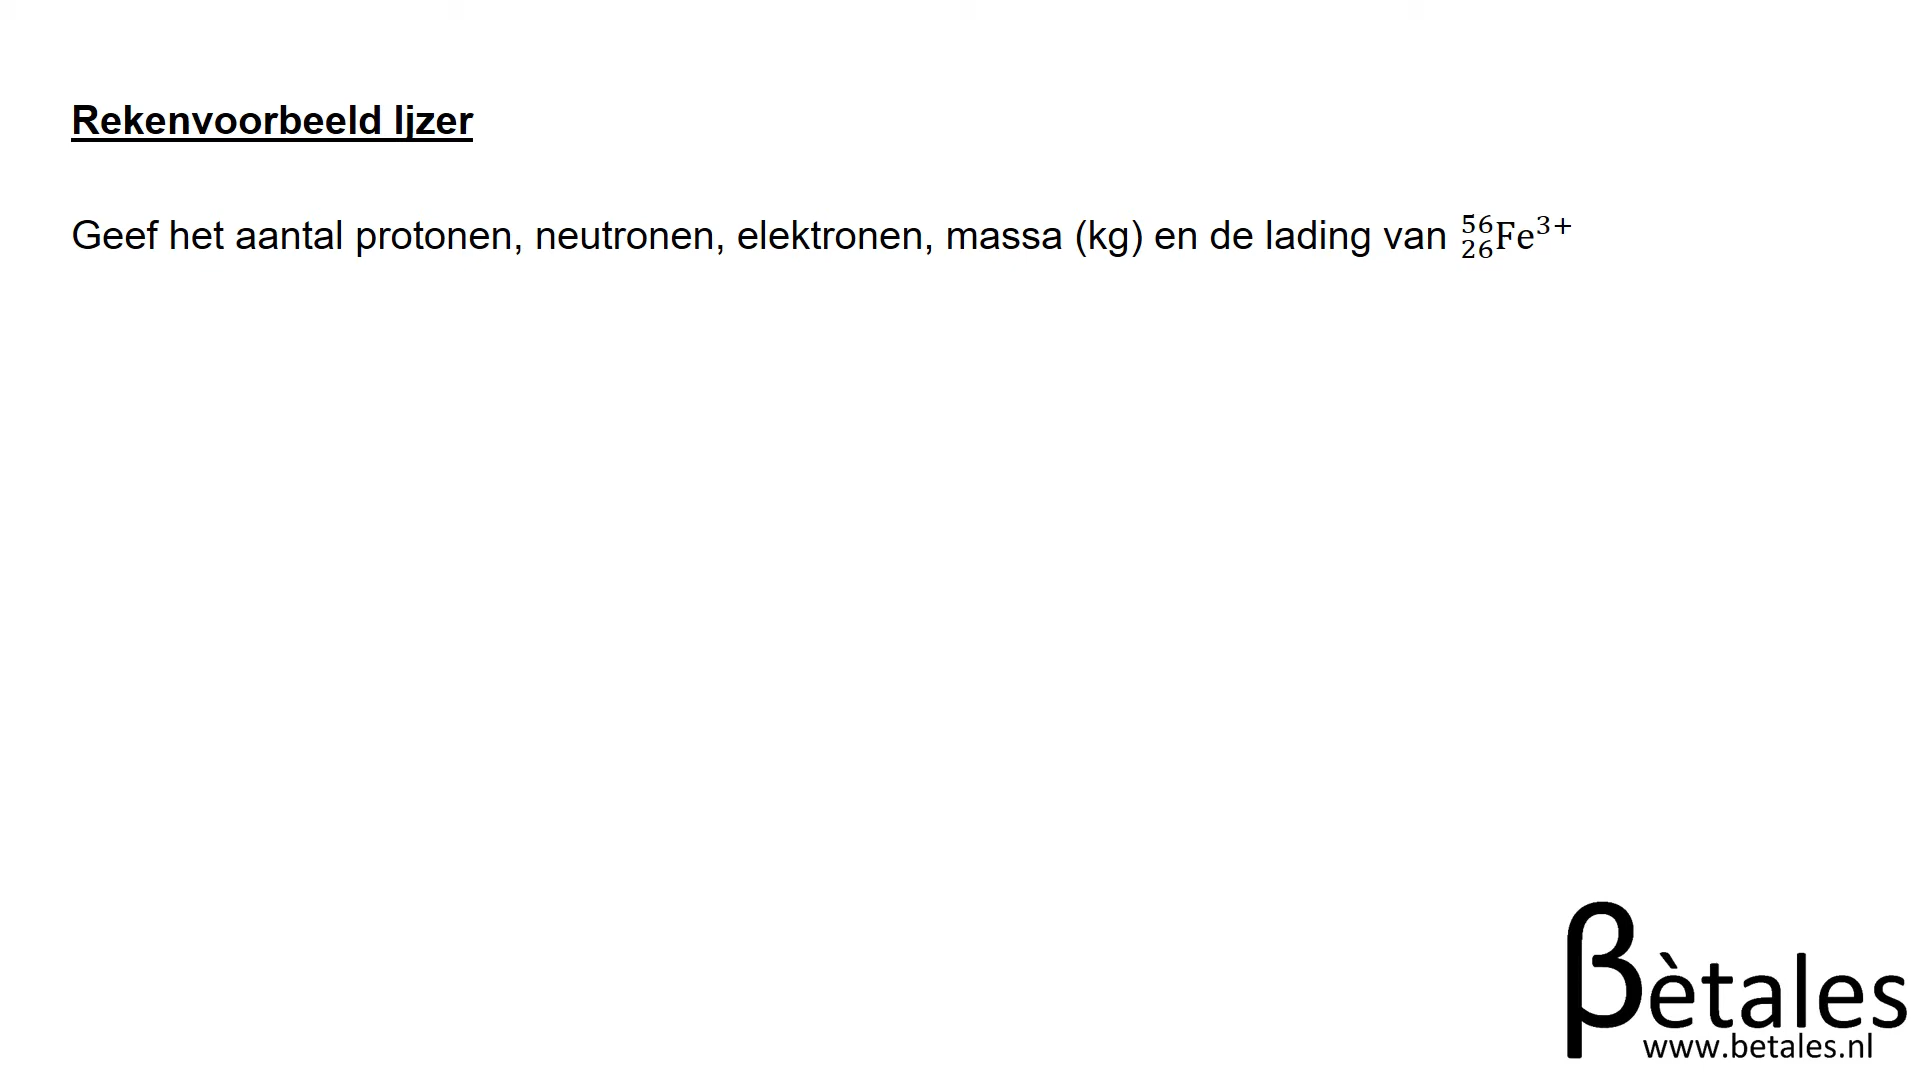 Rekenvoorbeeld Ijzer
Geef het aantal protonen, neutronen, elektronen, massa (kg) en de lading van ⁵⁶₂₆Fe³⁺
βètales
www.betales.nl